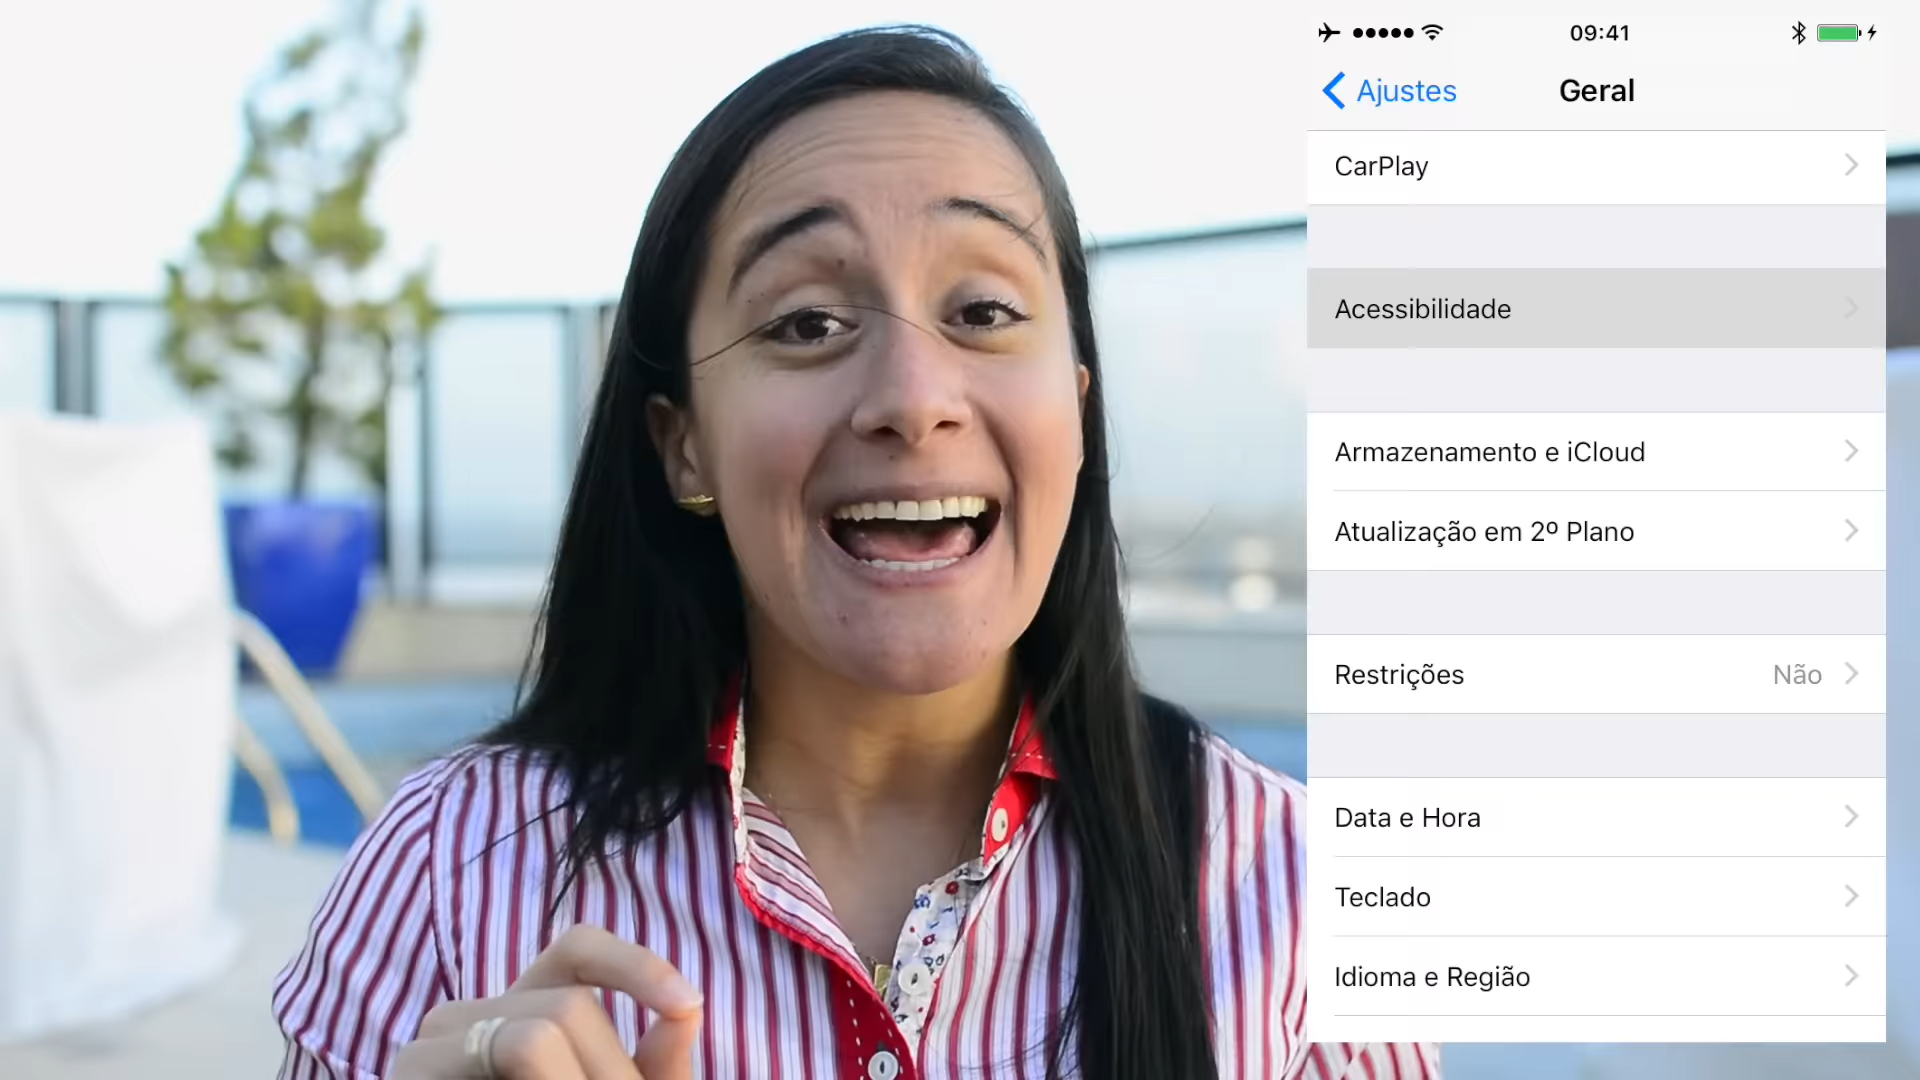 09:41
Ajustes
Geral
CarPlay
Acessibilidade
Armazenamento e iCloud
Atualização em 2º Plano
Restrições Não
Data e Hora
Teclado
Idioma e Região